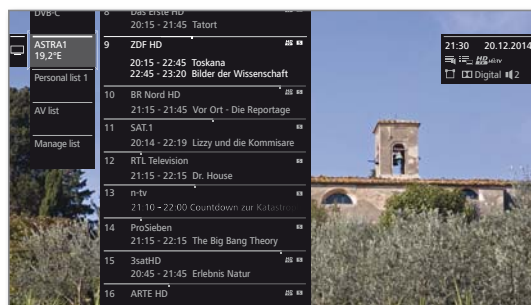 DVB-C
ASTRA1
19,2°E
Personal list 1
AV list
Manage list
8 Das Erste HD
20:15 - 21:45 Tatort
9 ZDF HD
20:15 - 22:45 Toskana
22:45 - 23:20 Bilder der Wissenschaft
10 BR Nord HD
21:15 - 21:45 Vor Ort - Die Reportage
11 SAT.1
20:14 - 22:19 Lizzy und die Kommisare
12 RTL Television
21:15 - 22:15 Dr. House
13 n-tv
21:10 - 22:00 Countdown zur Katastro
14 ProSieben
21:15 - 22:15 The Big Bang Theory
15 3satHD
20:45 - 21:45 Erlebnis Natur
16 ARTE HD
21:30 20.12.2014
HD HDTV
Digital 2